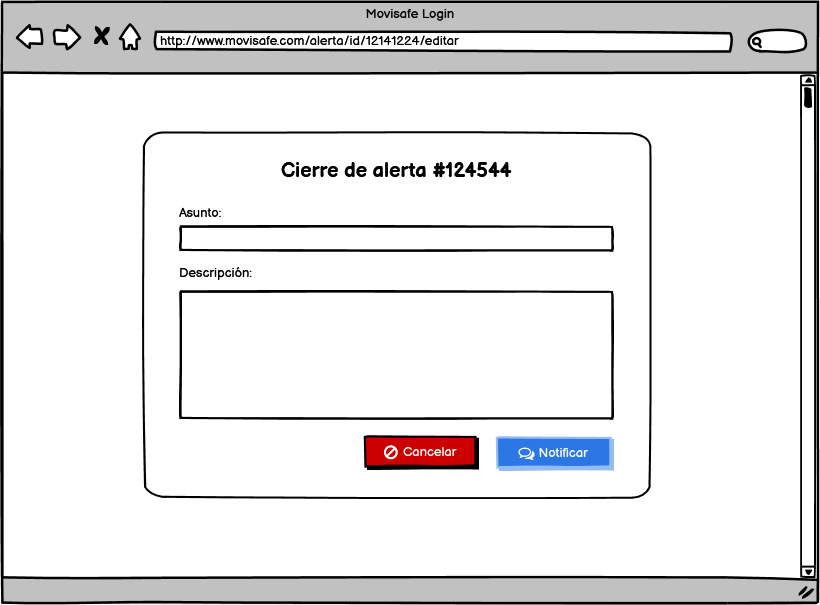 Movisafe Login
http://www.movisafe.com/alerta/id/12141224/editar
Cierre de alerta #124544
Asunto:
Descripción:
Cancelar
Notificar